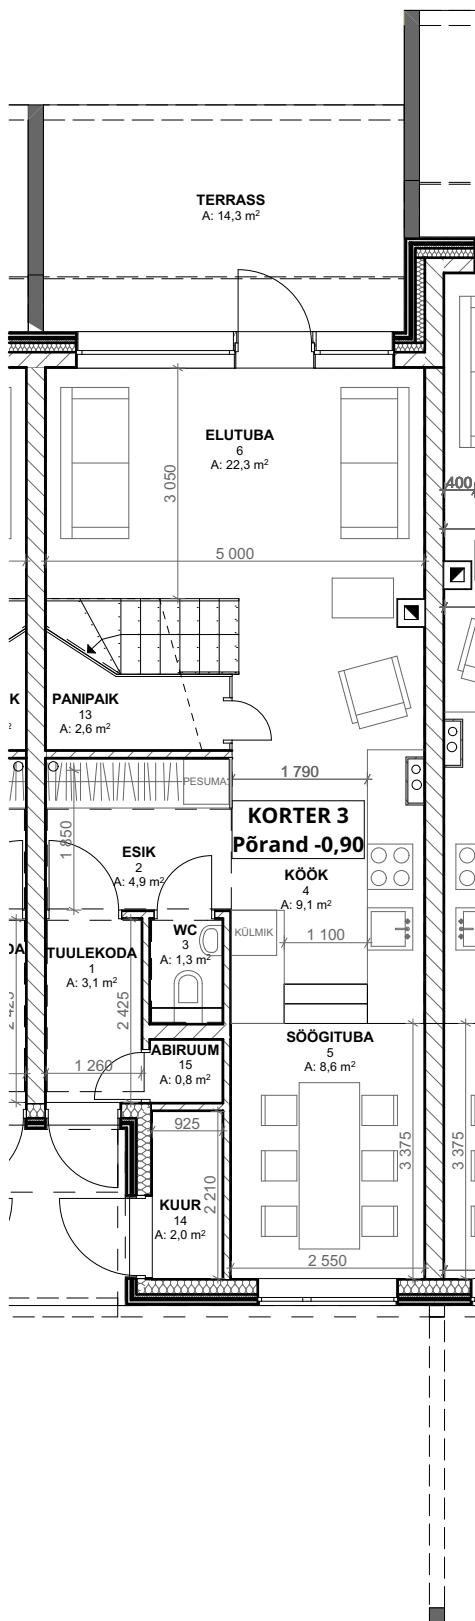 TERRASS
A: 14,3 m²
ELUTUBA
6
A: 22,3 m²
3 050
400
5 000
K
PANIPAIK
13
A: 2,6 m²
PESUMA
1 790
1 850
KORTER 3
Põrand -0,90
ESIK
2
A: 4,9 m²
KÖÖK
4
A: 9,1 m²
WC
3
A: 1,3 m²
KÜLMIK
1 100
DA
TUULEKODA
1
A: 3,1 m²
2 425
2 425
SÖÖGITUBA
5
A: 8,6 m²
ABIRUUM
15
A: 0,8 m²
1 260
925
3 375
3 375
KUUR
14
A: 2,0 m²
2 210
2 550